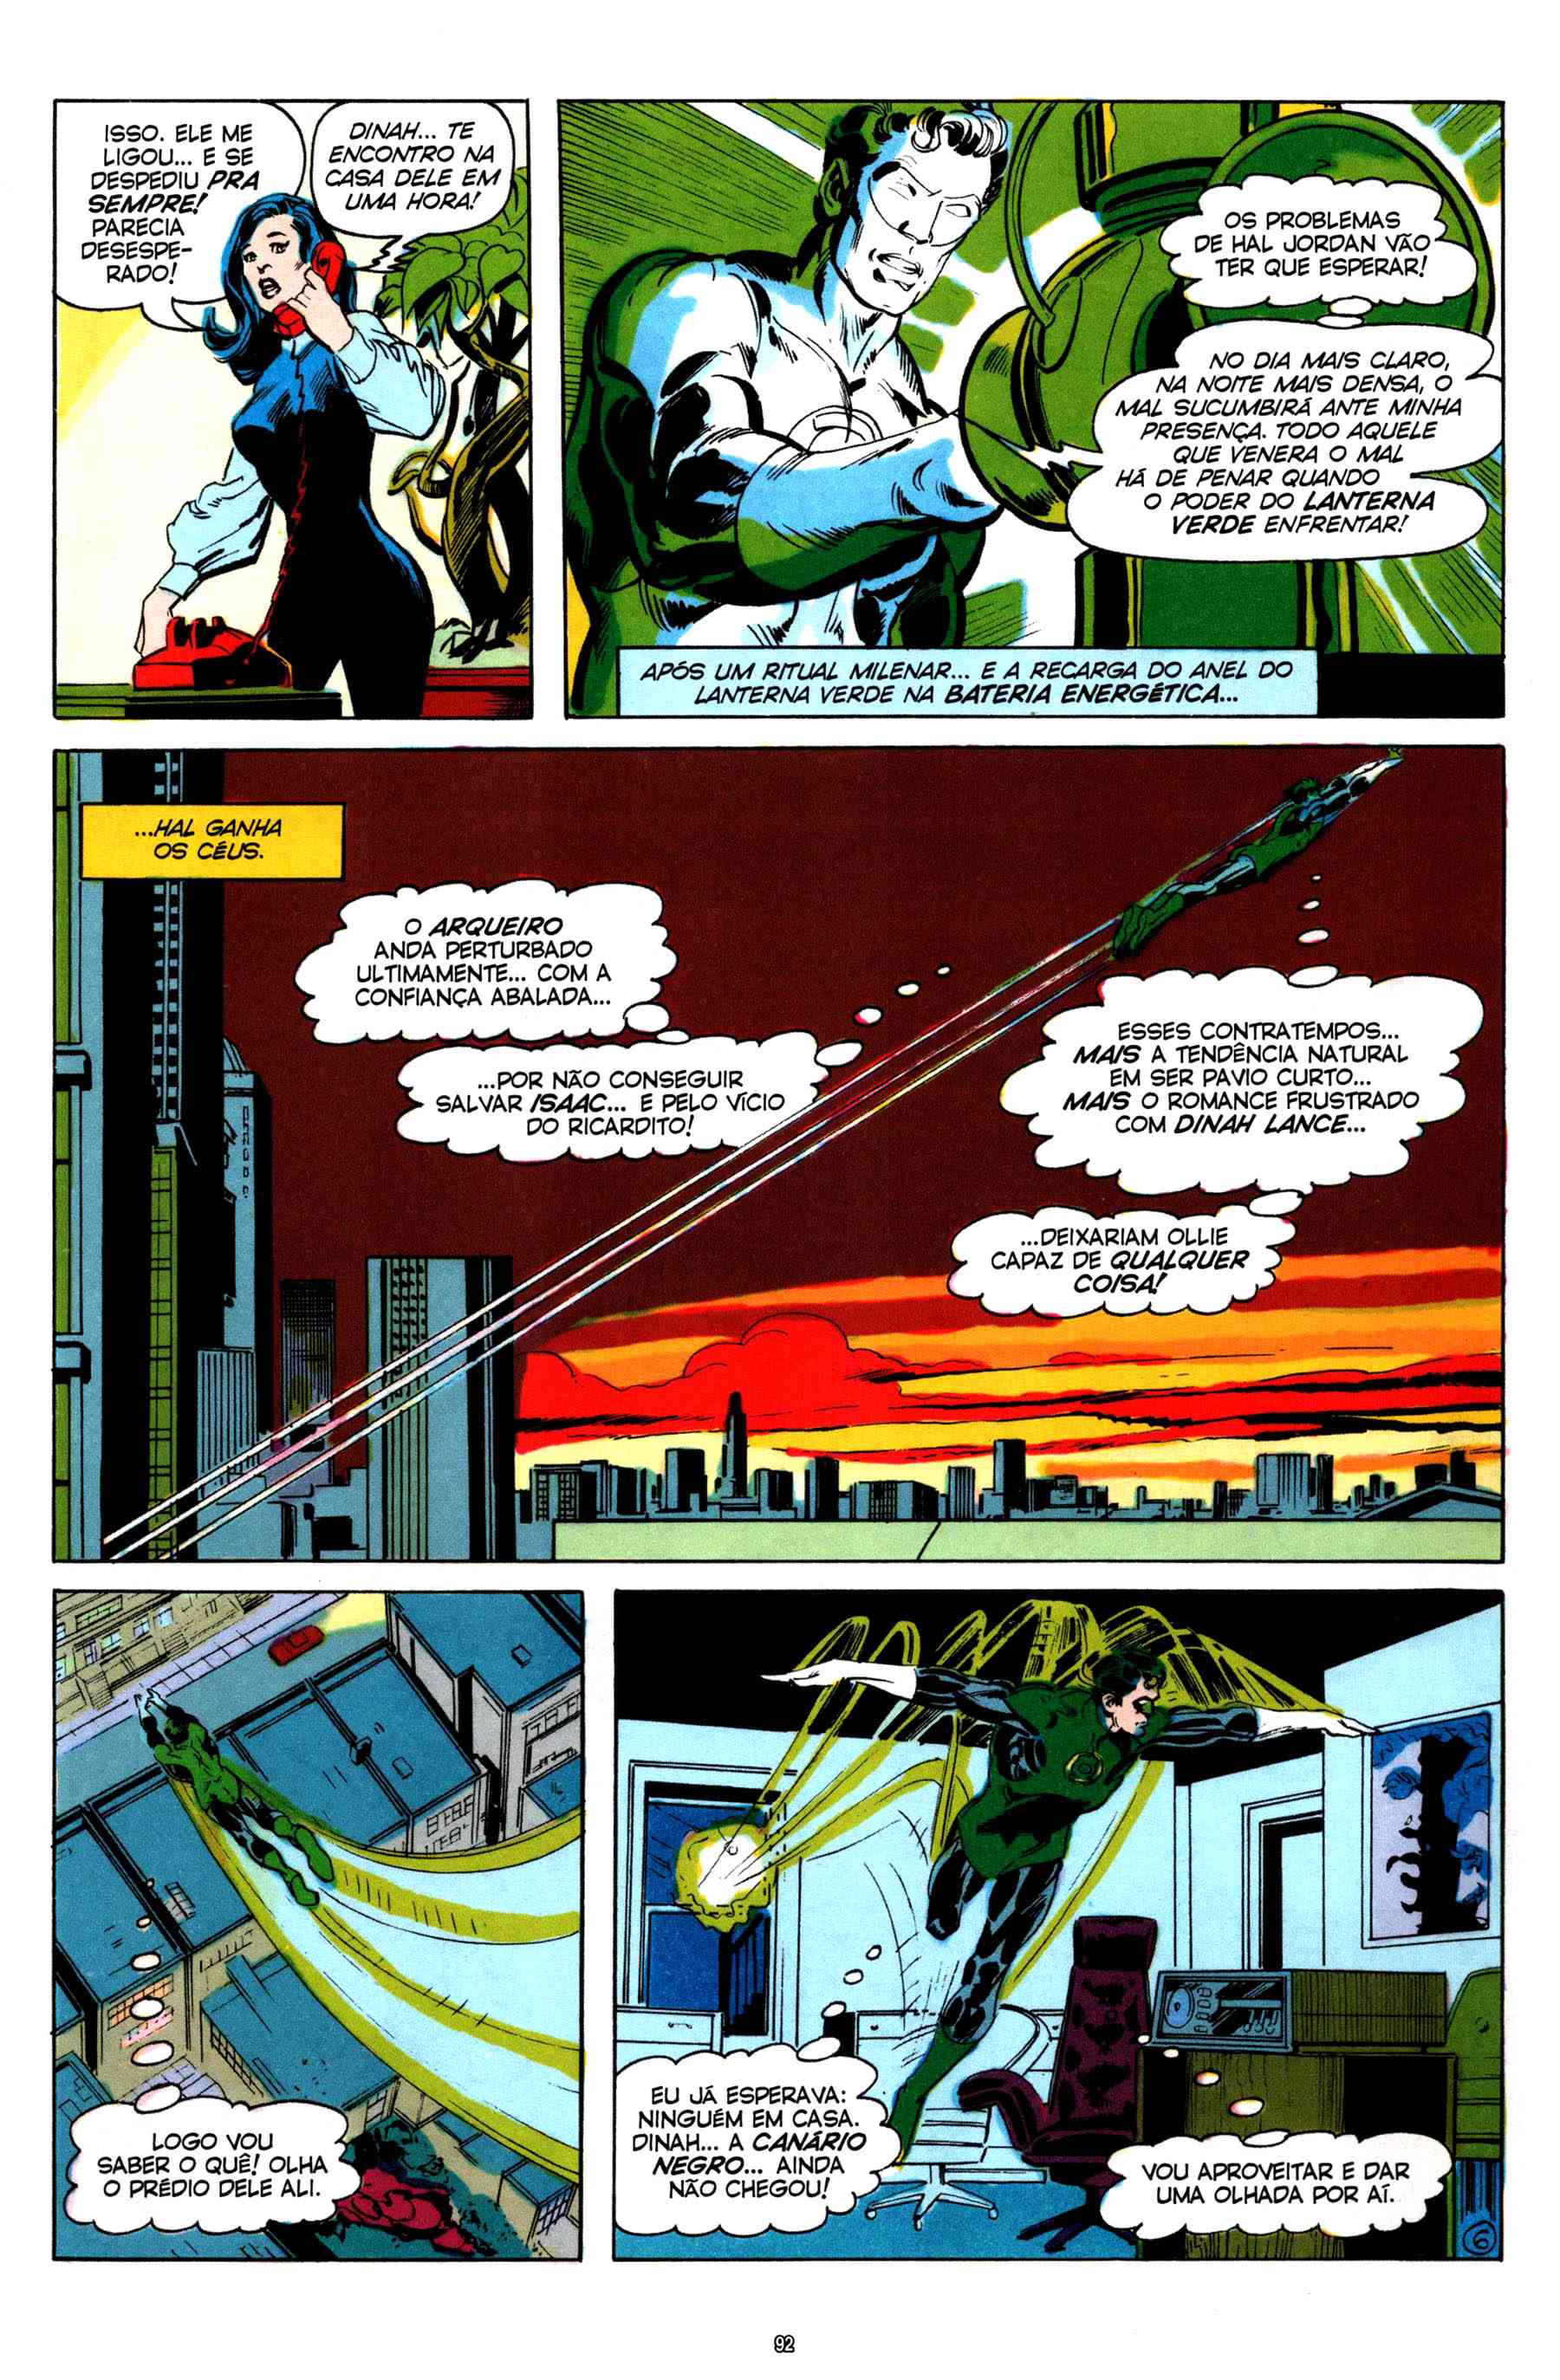 ISSO. ELE ME
LIGOU... E SE
DESPEDIU PRA
SEMPRE!
PARECIA
DESESPE-
RADO!
DINAH... TE
ENCONTRO NA
CASA DELE EM
UMA HORA!
OS PROBLEMAS
DE HAL JORDAN VÃO
TER QUE ESPERAR!
NO DIA MAIS CLARO,
NA NOITE MAIS DENSA, O
MAL SUCUMBIRÁ ANTE MINHA
PRESENÇA. TODO AQUELE
QUE VENERA O MAL
HÁ DE PENAR QUANDO
O PODER DO LANTERNA
VERDE ENFRENTAR!
APÓS UM RITUAL MILENAR... E A RECARGA DO ANEL DO
LANTERNA VERDE NA BATERIA ENERGÉTICA...
...HAL GANHA
OS CÉUS.
O ARQUEIRO
ANDA PERTURBADO
ULTIMAMENTE... COM A
CONFIANÇA ABALADA...
...POR NÃO CONSEGUIR
SALVAR ISAAC... E PELO VÍCIO
DO RICARDITO!
ESSES CONTRATEMPOS...
MAIS A TENDÊNCIA NATURAL
EM SER PAVIO CURTO...
MAIS O ROMANCE FRUSTRADO
COM DINAH LANCE...
...DEIXARIAM OLLIE
CAPAZ DE QUALQUER
COISA!
LOGO VOU
SABER O QUÊ! OLHA
O PRÉDIO DELE ALI.
EU JÁ ESPERAVA:
NINGUÉM EM CASA.
DINAH... A CANÁRIO
NEGRO... AINDA
NÃO CHEGOU!
VOU APROVEITAR E DAR
UMA OLHADA POR AÍ.
6
92